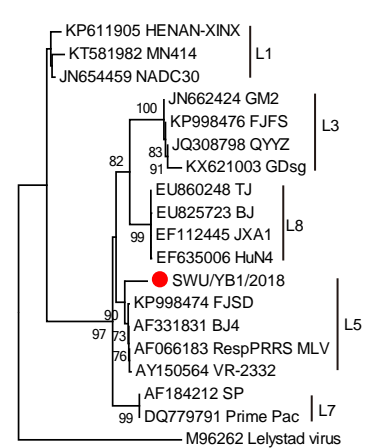 KP611905 HENAN-XINX
KT581982 MN414
L1
JN654459 NADC30
100
JN662424 GM2
KP998476 FJFS
L3
83
JQ308798 QYYZ
82
91
KX621003 GDsg
EU860248 TJ
EU825723 BJ
L8
99
EF112445 JXA1
EF635006 HuN4
SWU/YB1/2018
90
KP998474 FJSD
97
73
AF331831 BJ4
L5
76
AF066183 RespPRRS MLV
AY150564 VR-2332
AF184212 SP
L7
99
DQ779791 Prime Pac
M96262 Lelystad virus